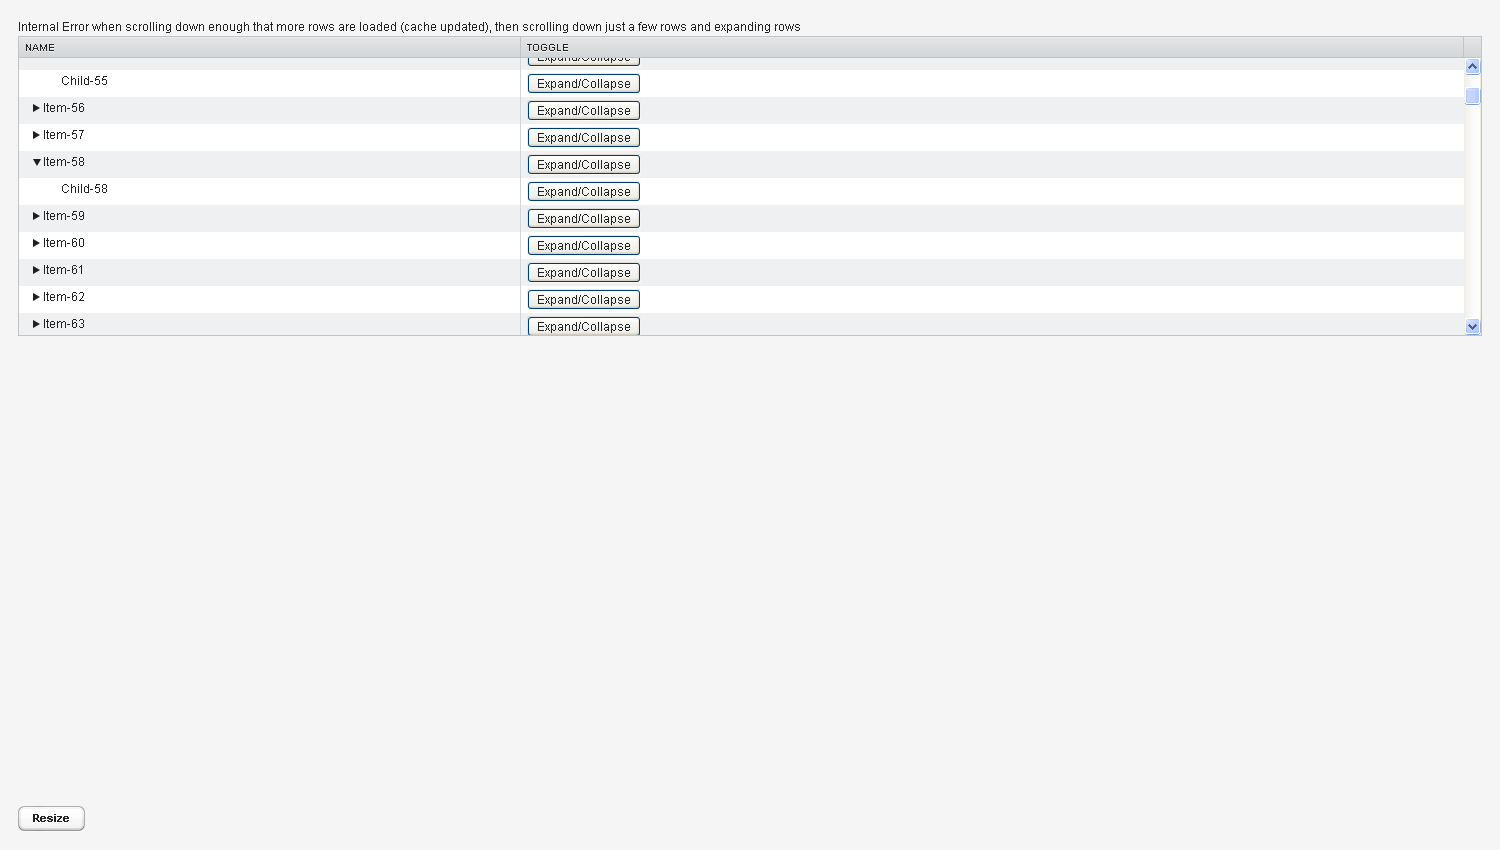 Internal Error when scrolling down enough that more rows are loaded (cache updated), then scrolling down just a few rows and expanding rows
NAME TOGGLE
Expand/Collapse
Child-55 Expand/Collapse
Item-56 Expand/Collapse
Item-57 Expand/Collapse
Item-58 Expand/Collapse
Child-58 Expand/Collapse
Item-59 Expand/Collapse
Item-60 Expand/Collapse
Item-61 Expand/Collapse
Item-62 Expand/Collapse
Item-63 Expand/Collapse
Resize